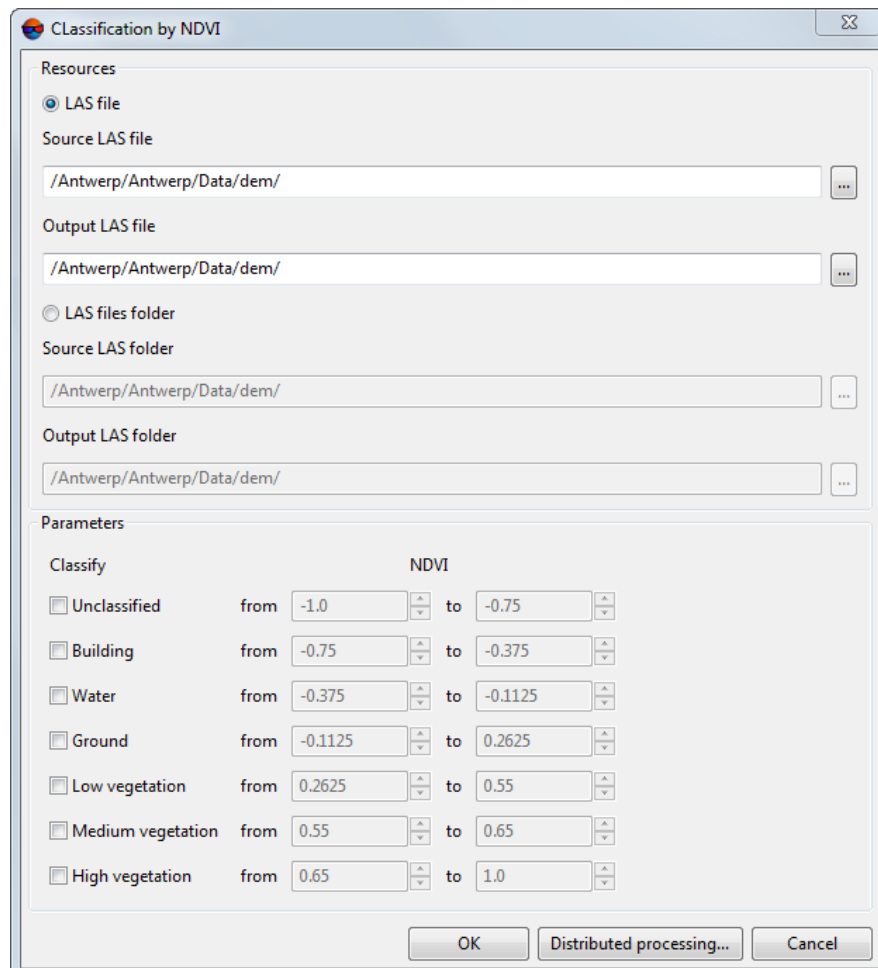 CLassification by NDVI
Resources
LAS file
Source LAS file
/Antwerp/Antwerp/Data/dem/ ...
Output LAS file
/Antwerp/Antwerp/Data/dem/ ...
LAS files folder
Source LAS folder
/Antwerp/Antwerp/Data/dem/ ...
Output LAS folder
/Antwerp/Antwerp/Data/dem/ ...
Parameters
Classify NDVI
Unclassified from -1.0 to -0.75
Building from -0.75 to -0.375
Water from -0.375 to -0.1125
Ground from -0.1125 to 0.2625
Low vegetation from 0.2625 to 0.55
Medium vegetation from 0.55 to 0.65
High vegetation from 0.65 to 1.0
OK Distributed processing... Cancel